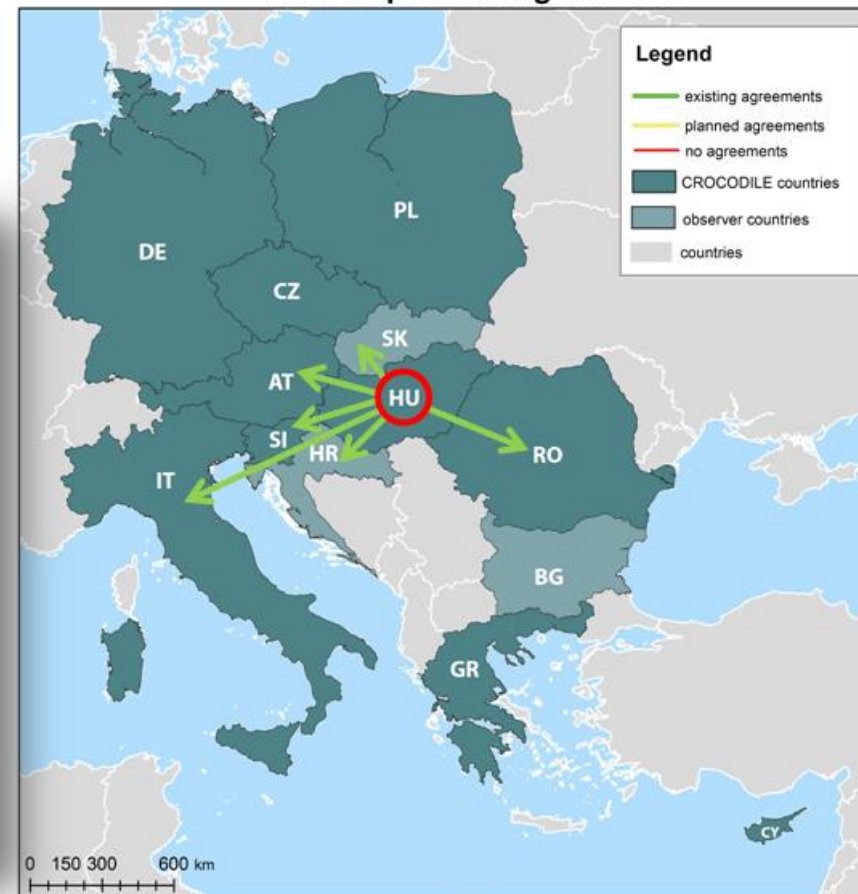 Legend
existing agreements
planned agreements
no agreements
CROCODILE countries
observer countries
countries
PL
DE
CZ
SK
AT
HU
SI
HR
RO
IT
BG
GR
CY
0 150 300 600 km